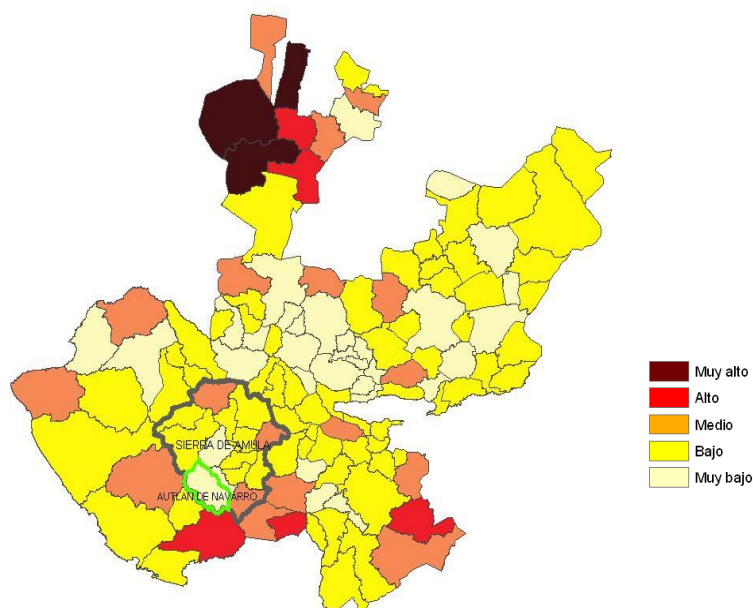 Muy alto
Alto
Medio
Bajo
Muy bajo
SIERRA DE AMULA
AUTLAN DE NAVARRO